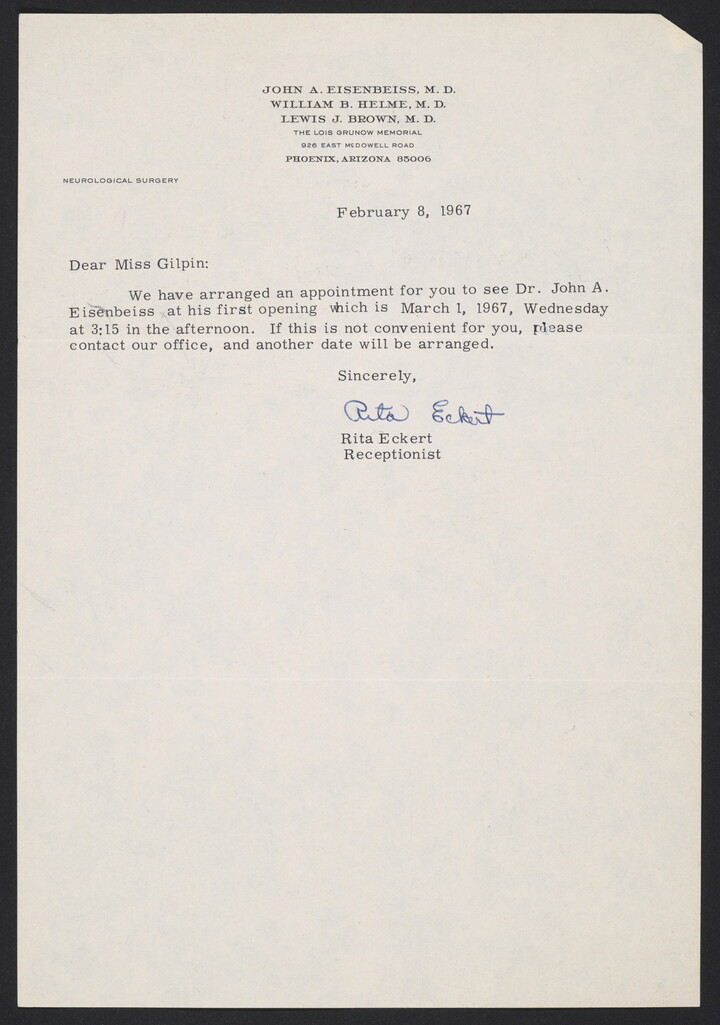 JOHN A. EISENBEISS, M. D.
WILLIAM B. HELME, M. D.
LEWIS J. BROWN, M. D.
THE LOIS GRUNOW MEMORIAL
926 EAST McDOWELL ROAD
PHOENIX, ARIZONA 85006
NEUROLOGICAL SURGERY
February 8, 1967
Dear Miss Gilpin:
We have arranged an appointment for you to see Dr. John A.
Eisenbeiss at his first opening which is March 1, 1967, Wednesday
at 3:15 in the afternoon. If this is not convenient for you, please
contact our office, and another date will be arranged.
Sincerely,
Rita Eckert
Rita Eckert
Receptionist